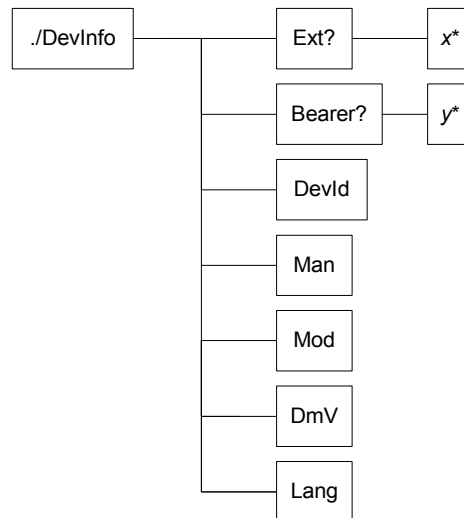 ./DevInfo
Ext?
x*
Bearer?
y*
DevId
Man
Mod
DmV
Lang